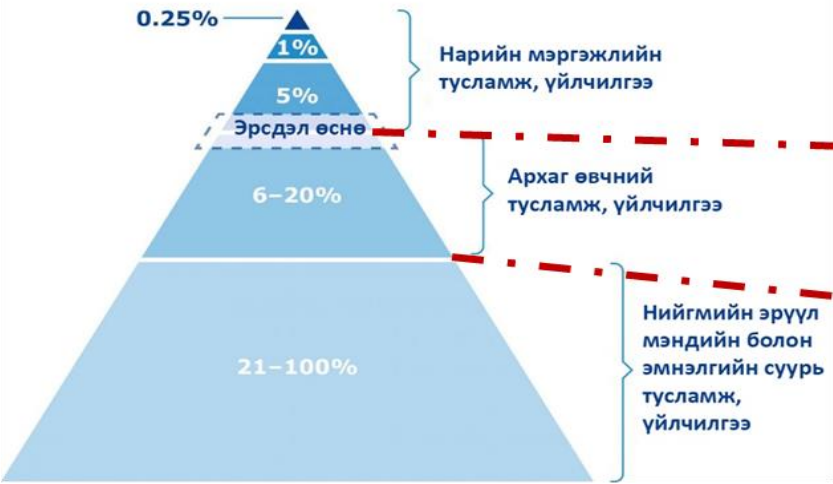 0.25%
1%
5%
Нарийн мэргэжлийн
тусламж, үйлчилгээ
Эрсдэл өснө
6–20%
Архаг өвчний
тусламж, үйлчилгээ
21–100%
Нийгмийн эрүүл
мэндийн болон
эмнэлгийн суурь
тусламж,
үйлчилгээ